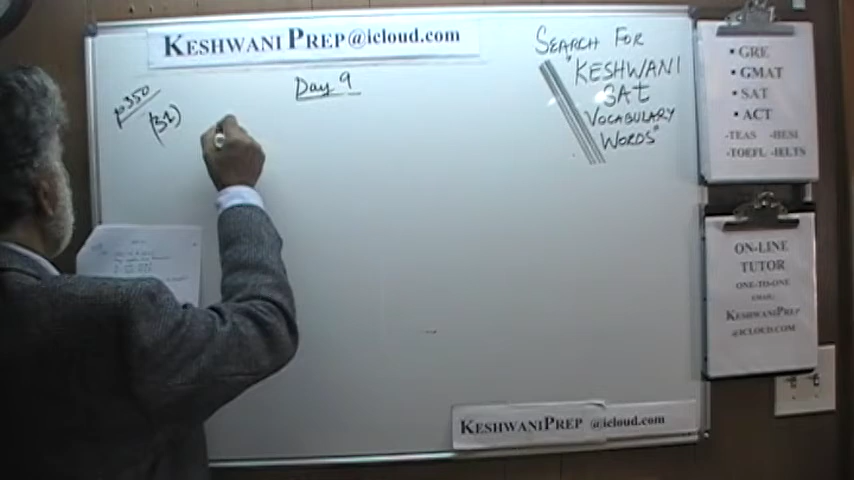 KESHWANI PREP@icloud.com
Day 9
p350
(32)
SEARCH FOR
"KESHWANI
SAT
VOCABULARY
WORDS"
• GRE
• GMAT
• SAT
• ACT
-TEAS -HESI
-TOEFL -IELTS
ON-LINE
TUTOR
ONE-TO-ONE
EMAIL:
KESHWANIPREP
@ICLOUD.COM
KESHWANIPREP @icloud.com